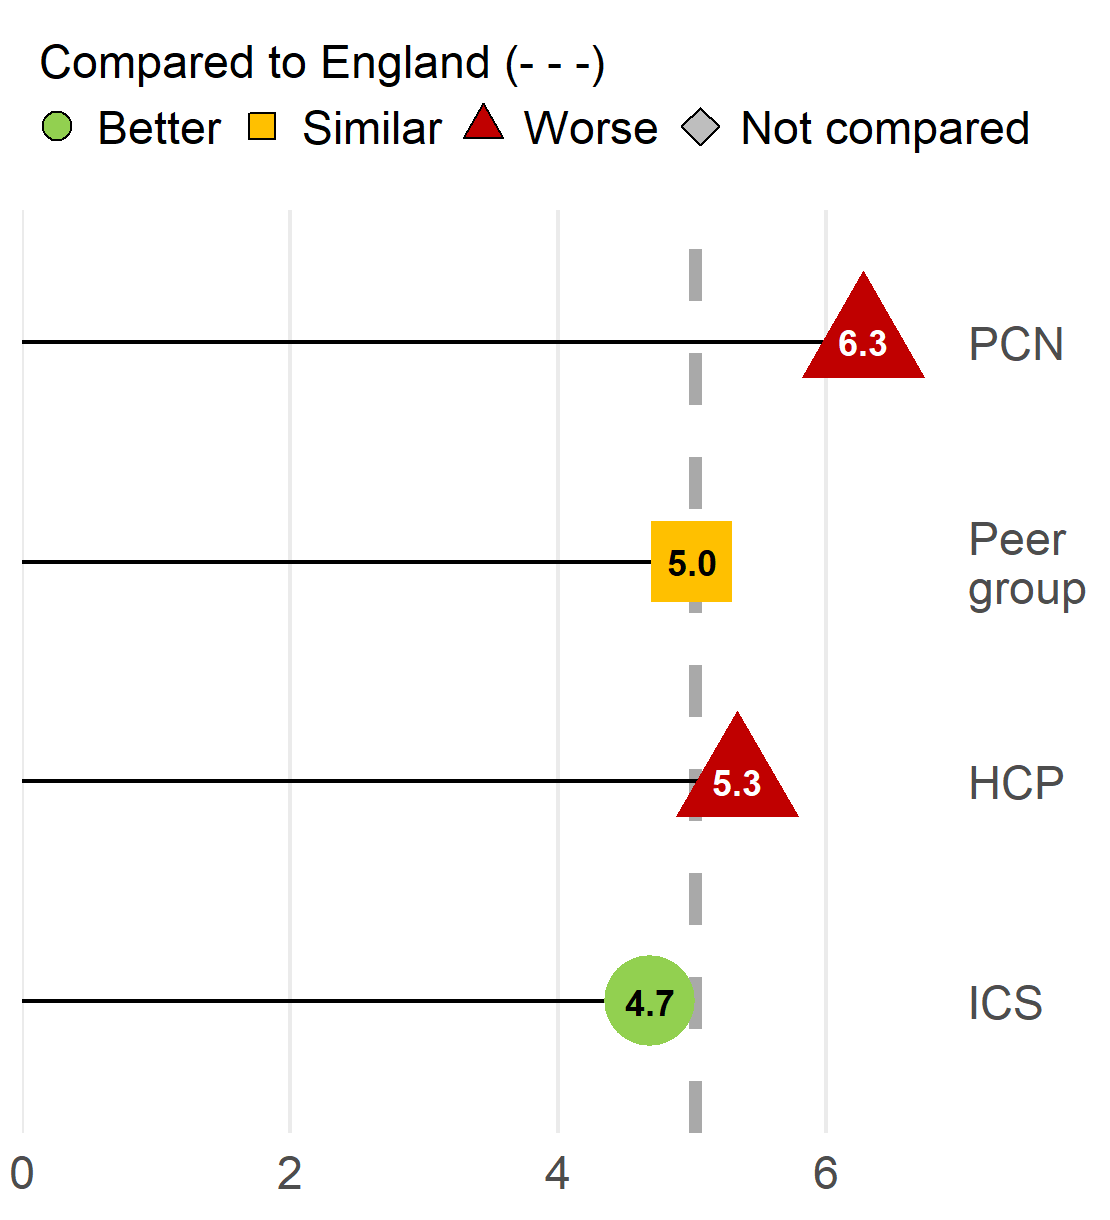 Compared to England (- - -)
Better Similar Worse Not compared
6.3 PCN
5.0 Peer
group
5.3 HCP
4.7 ICS
0 2 4 6